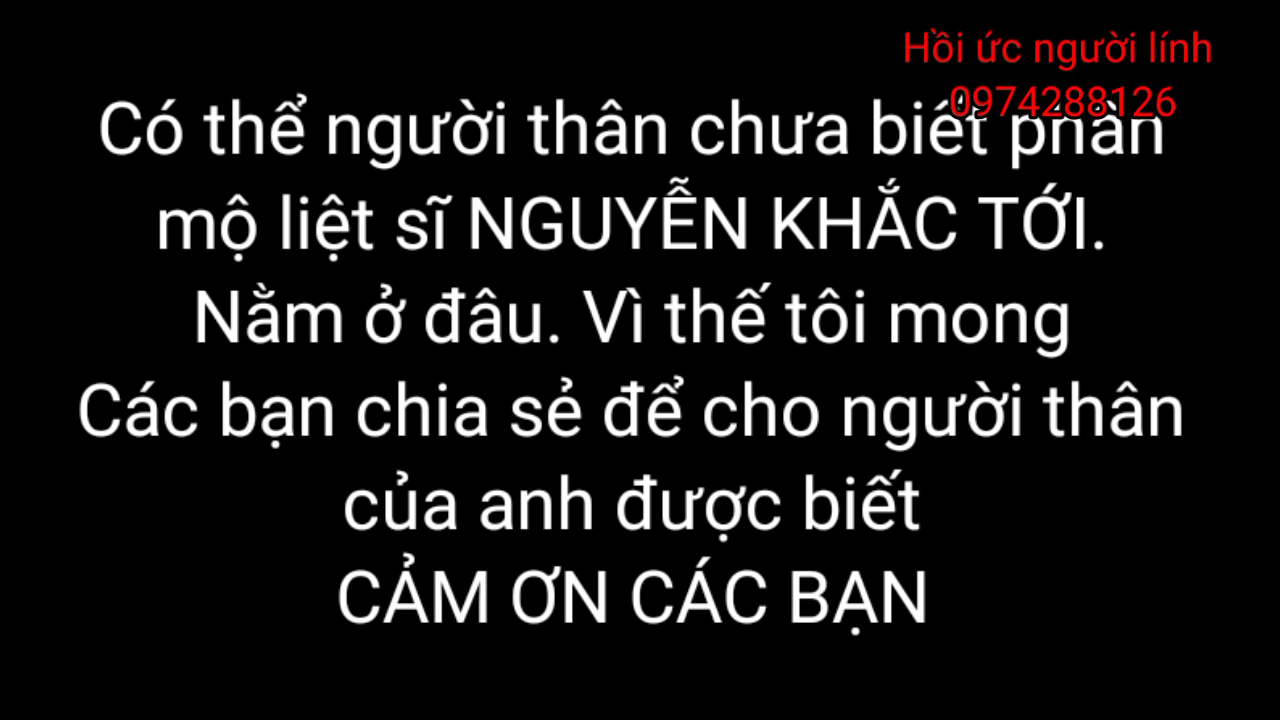 Hồi ức người lính
0974288126
Có thể người thân chưa biết phần
mộ liệt sĩ NGUYỄN KHẮC TỚI.
Nằm ở đâu. Vì thế tôi mong
Các bạn chia sẻ để cho người thân
của anh được biết
CẢM ƠN CÁC BẠN